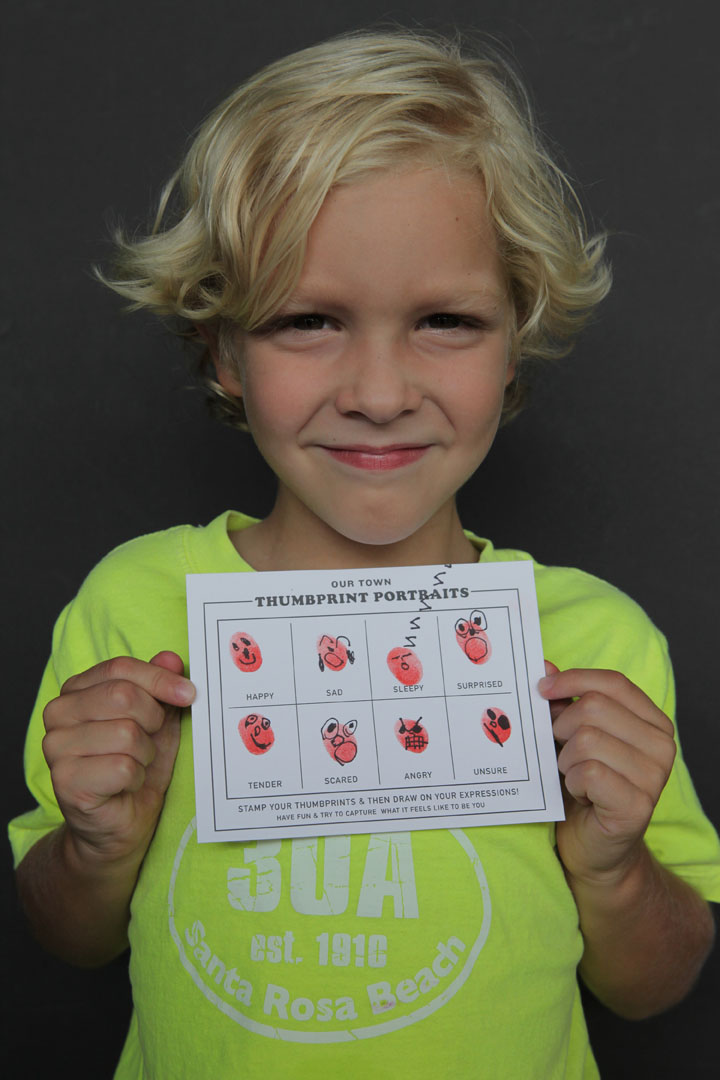 OUR TOWN
THUMBPRINT PORTRAITS
HAPPY SAD SLEEPY SURPRISED
TENDER SCARED ANGRY UNSURE
STAMP YOUR THUMBPRINTS & THEN DRAW ON YOUR EXPRESSIONS!
HAVE FUN & TRY TO CAPTURE WHAT IT FEELS LIKE TO BE YOU
30A
est. 1910
Santa Rosa Beach